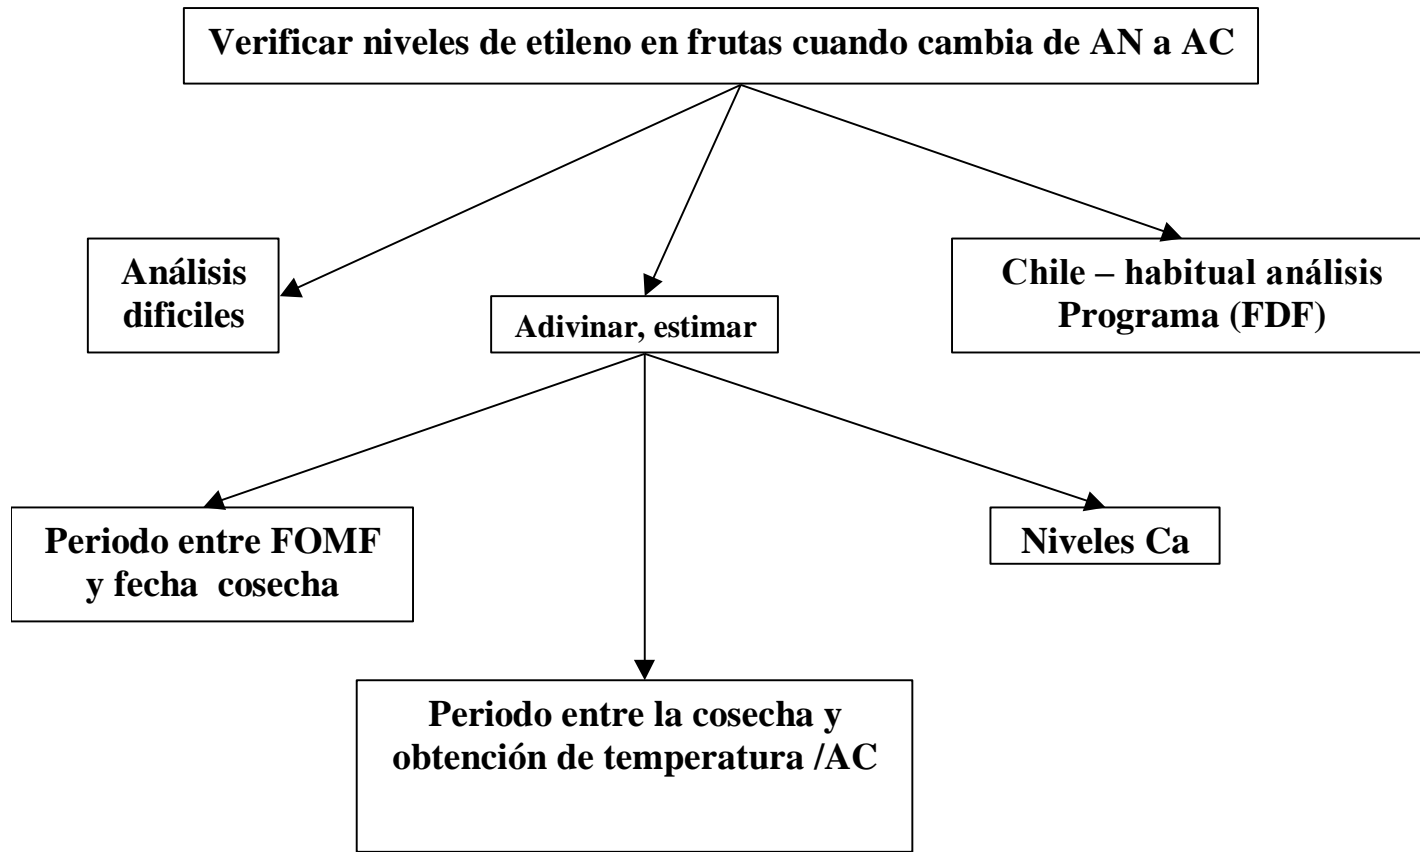 Verificar niveles de etileno en frutas cuando cambia de AN a AC
Análisis
dificiles
Adivinar, estimar
Chile – habitual análisis
Programa (FDF)
Periodo entre FOMF
y fecha cosecha
Periodo entre la cosecha y
obtención de temperatura /AC
Niveles Ca